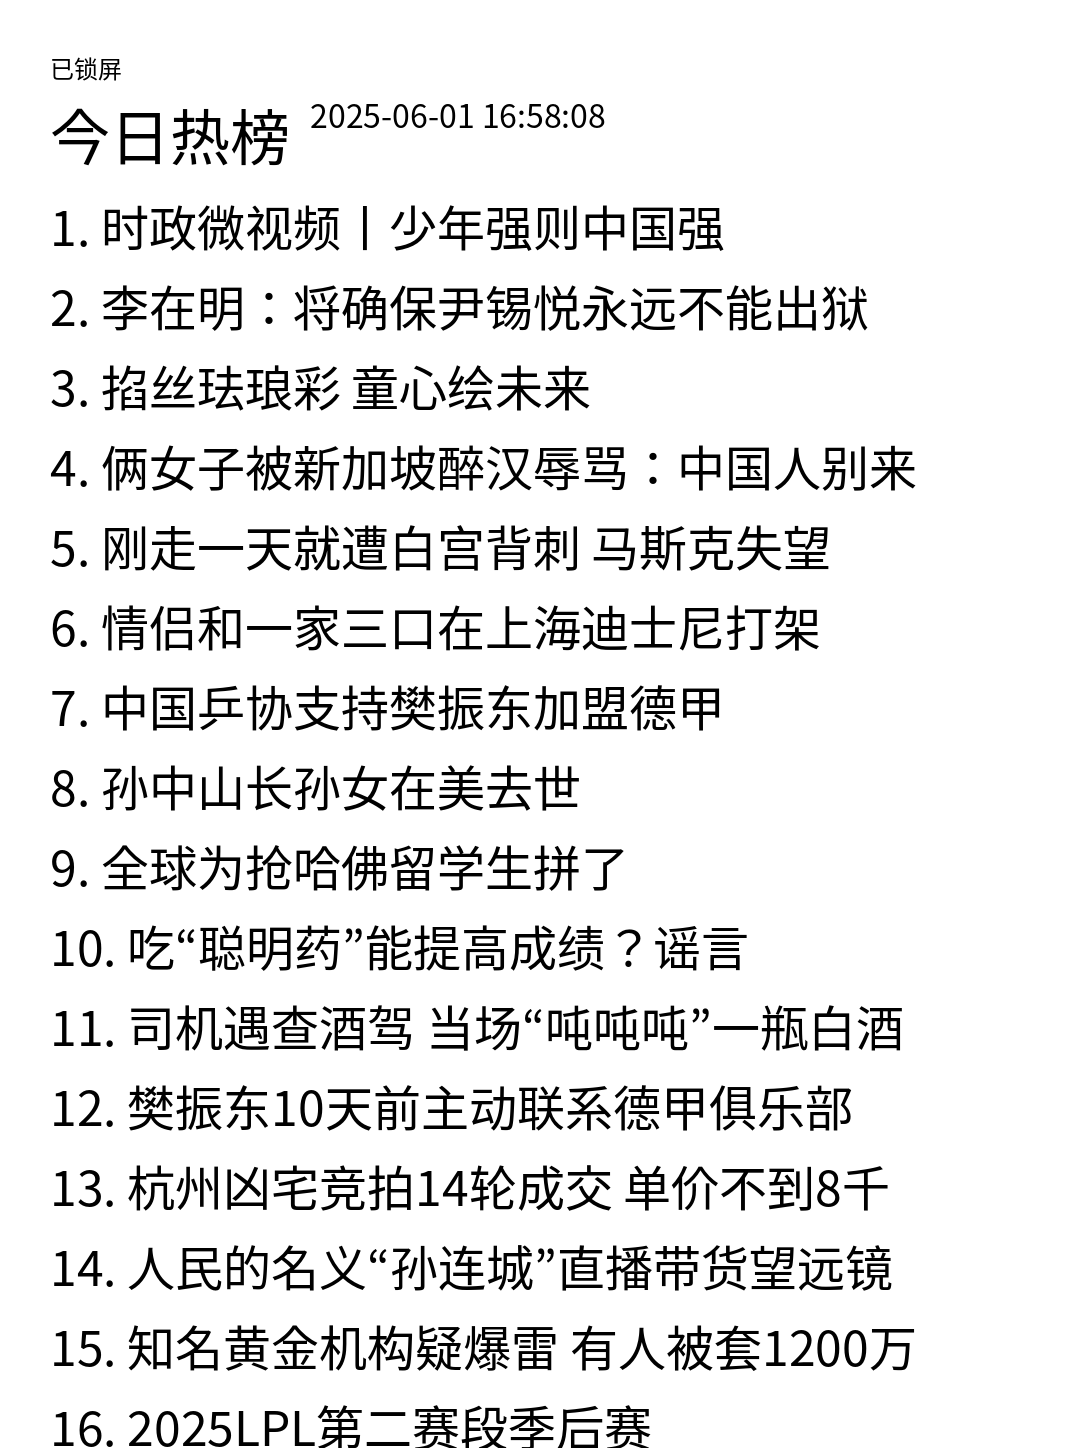 已锁屏
今日热榜 2025-06-01 16:58:08
1. 时政微视频丨少年强则中国强
2. 李在明：将确保尹锡悦永远不能出狱
3. 掐丝珐琅彩 童心绘未来
4. 俩女子被新加坡醉汉辱骂：中国人别来
5. 刚走一天就遭白宫背刺 马斯克失望
6. 情侣和一家三口在上海迪士尼打架
7. 中国乒协支持樊振东加盟德甲
8. 孙中山长孙女在美去世
9. 全球为抢哈佛留学生拼了
10. 吃“聪明药”能提高成绩？谣言
11. 司机遇查酒驾 当场“吨吨吨”一瓶白酒
12. 樊振东10天前主动联系德甲俱乐部
13. 杭州凶宅竞拍14轮成交 单价不到8千
14. 人民的名义“孙连城”直播带货望远镜
15. 知名黄金机构疑爆雷 有人被套1200万
16. 2025LPL第二赛段季后赛